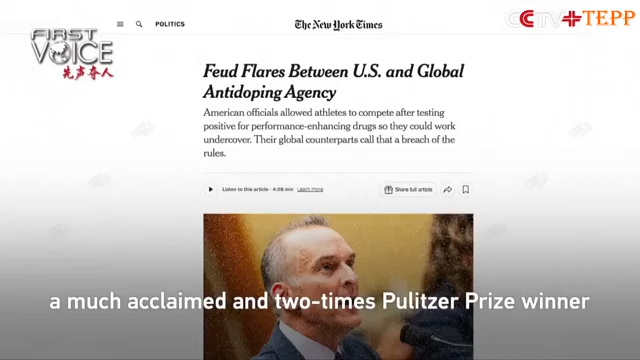 FIRST
VOICE
先声夺人
POLITICS
The New York Times
CCTV+ TEPP
Feud Flares Between U.S. and Global
Antidoping Agency
American officials allowed athletes to compete after testing
positive for performance-enhancing drugs so they could work
undercover. Their global counterparts call that a breach of the
rules.
Listen to this article · 4:08 min Learn more
Share full article
a much acclaimed and two-times Pulitzer Prize winner